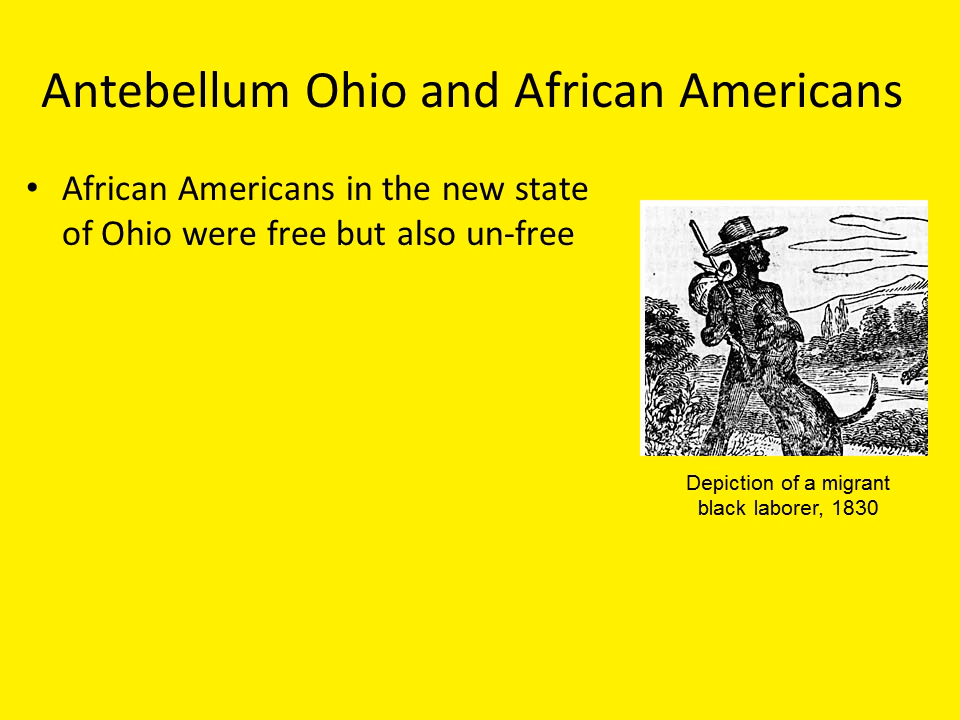 Antebellum Ohio and African Americans
• African Americans in the new state
of Ohio were free but also un-free
Depiction of a migrant
black laborer, 1830